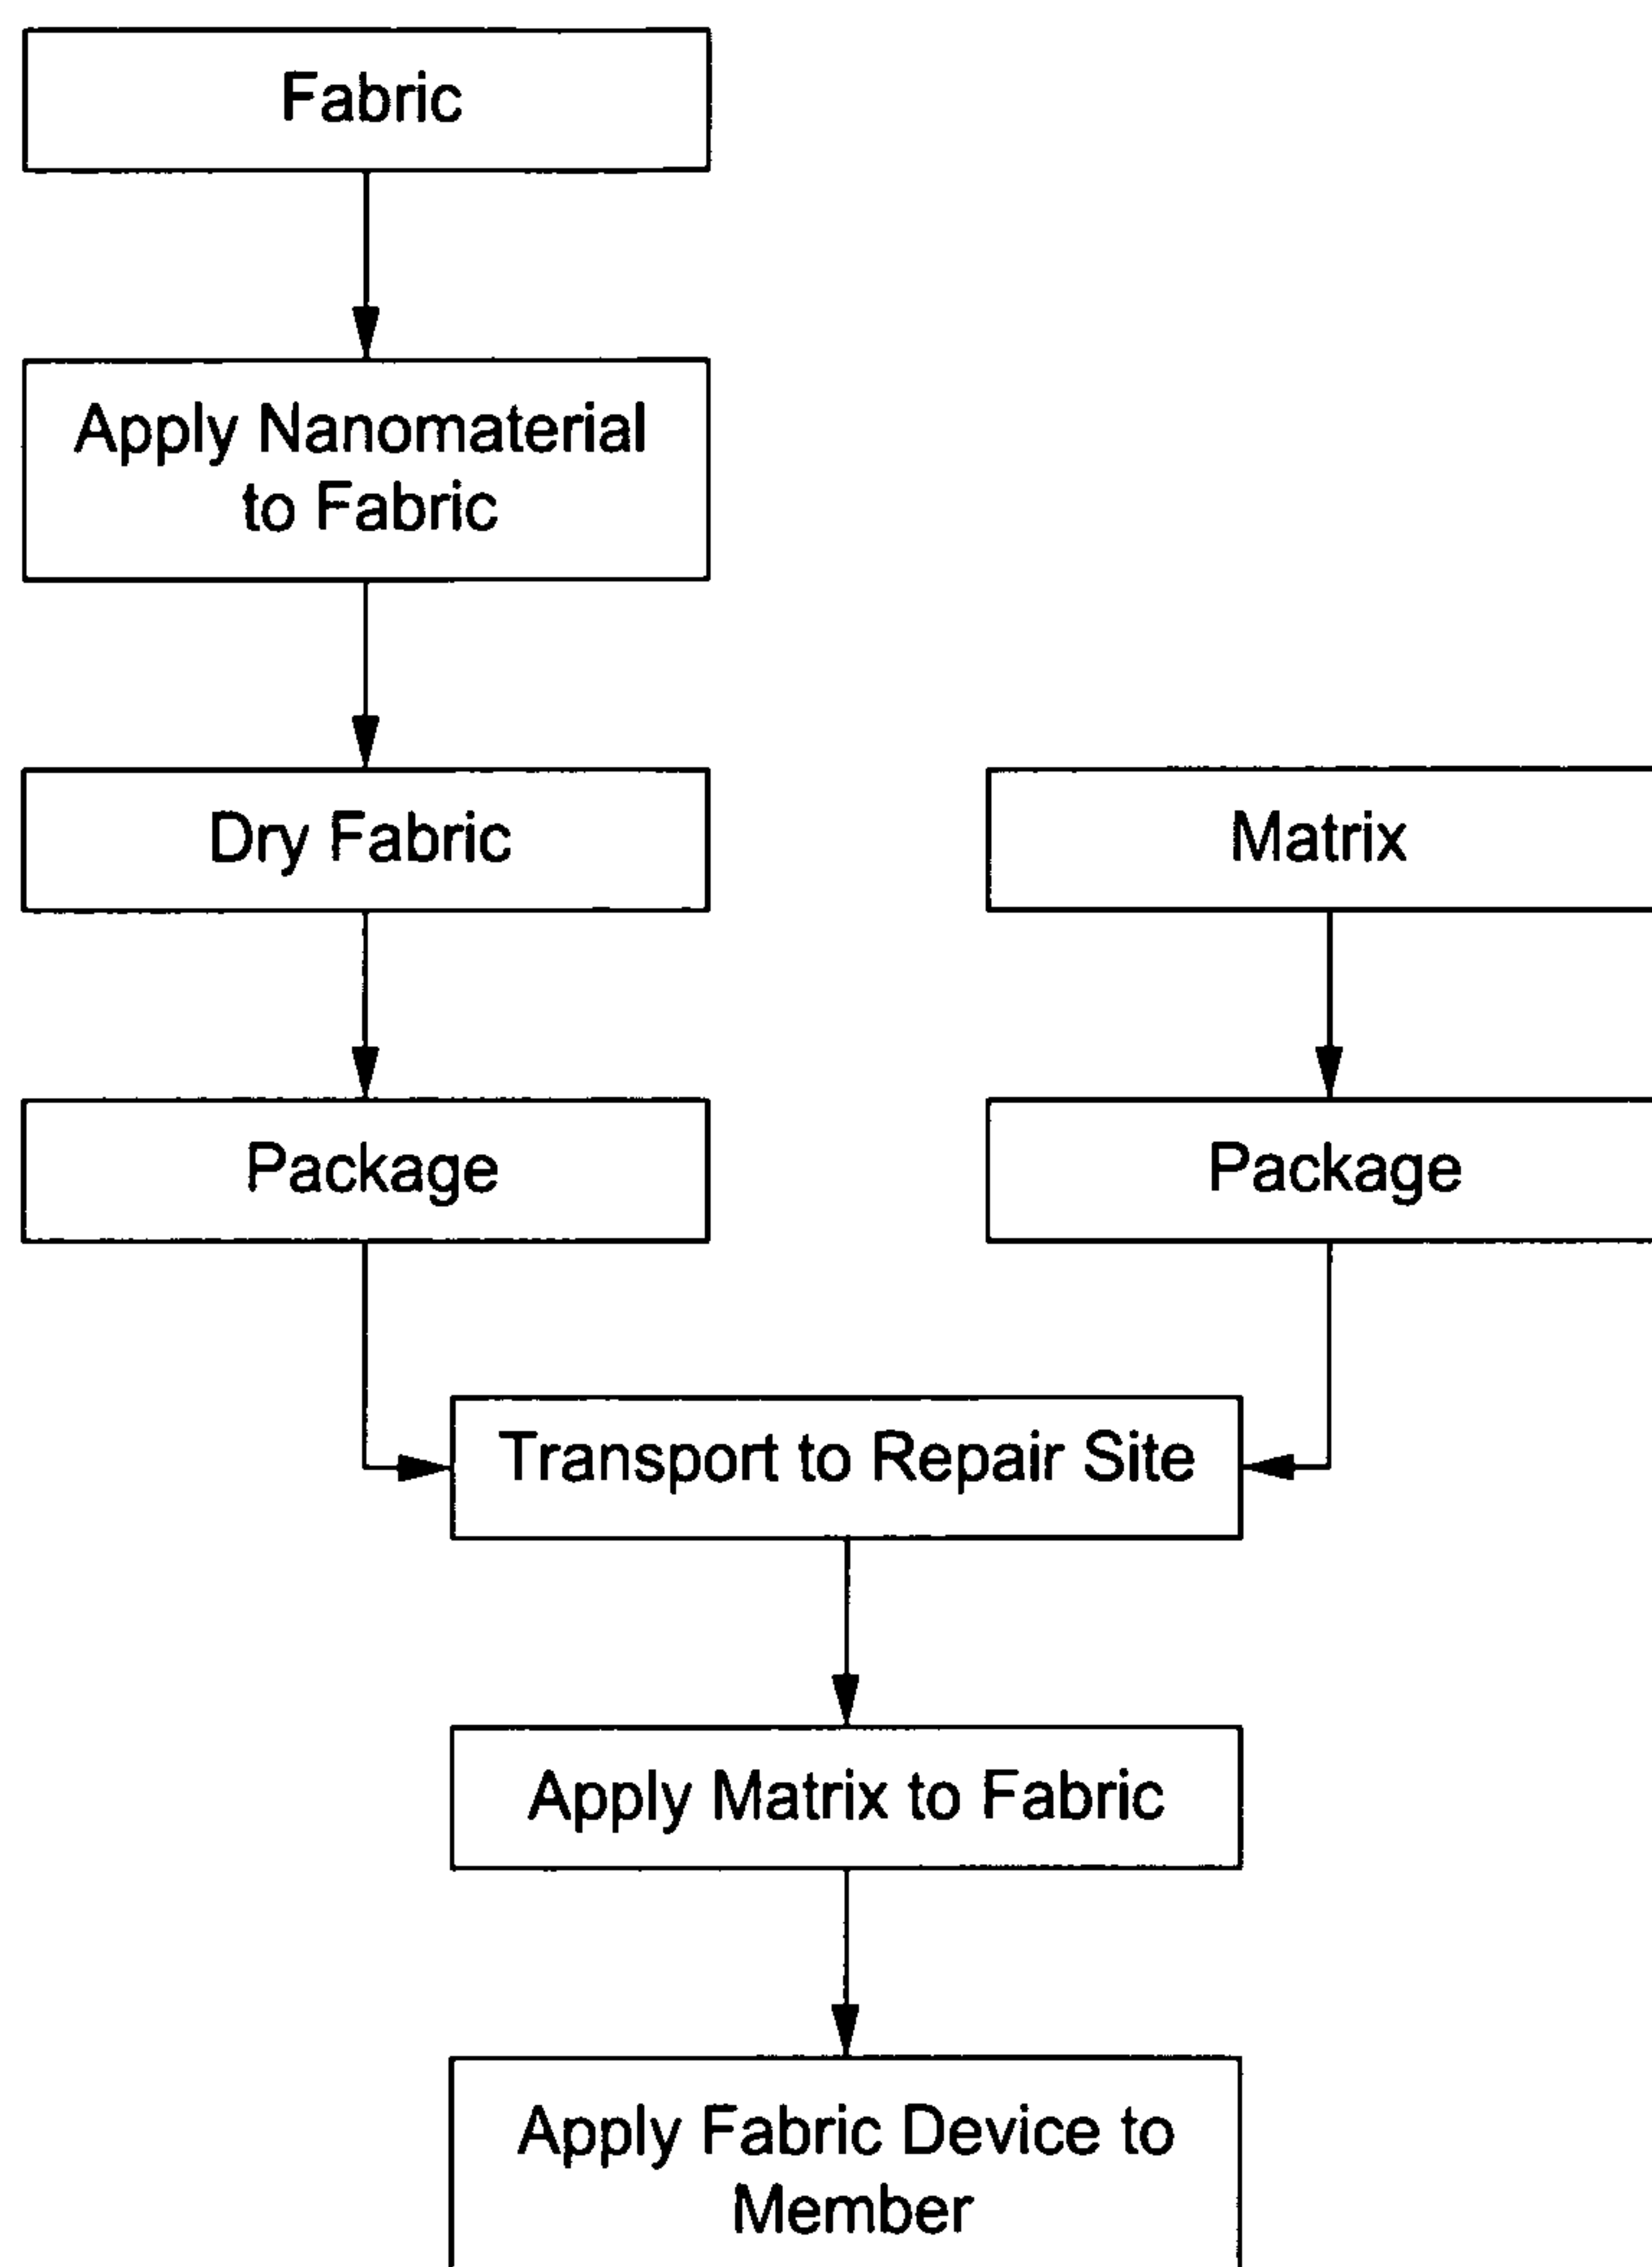 Fabric
Apply Nanomaterial
to Fabric
Dry Fabric
Matrix
Package
Package
Transport to Repair Site
Apply Matrix to Fabric
Apply Fabric Device to
Member